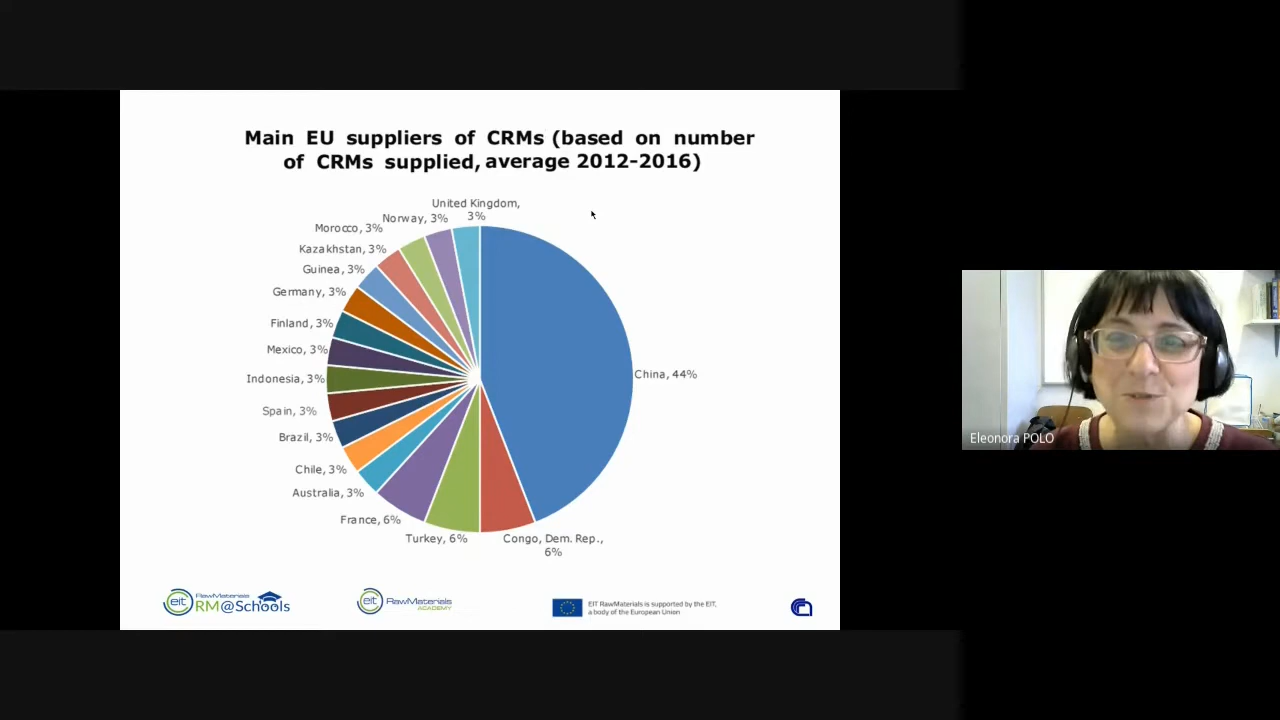 Main EU suppliers of CRMs (based on number
of CRMs supplied, average 2012-2016)
United Kingdom,
3%
Norway, 3%
Morocco, 3%
Kazakhstan, 3%
Guinea, 3%
Germany, 3%
Finland, 3%
Mexico, 3%
Indonesia, 3%
Spain, 3%
Brazil, 3%
Chile, 3%
Australia, 3%
France, 6%
Turkey, 6%
Congo, Dem. Rep.,
6%
China, 44%
Eleonora POLO
eit
RawMaterials
RM@Schools
eit
RawMaterials
ACADEMY
EIT RawMaterials is supported by the EIT,
a body of the European Union